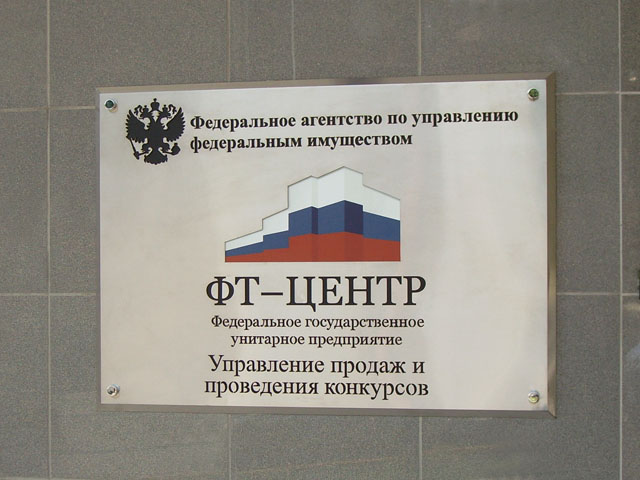 Федеральное агентство по управлению
федеральным имуществом
ФТ–ЦЕНТР
Федеральное государственное
унитарное предприятие
Управление продаж и
проведения конкурсов